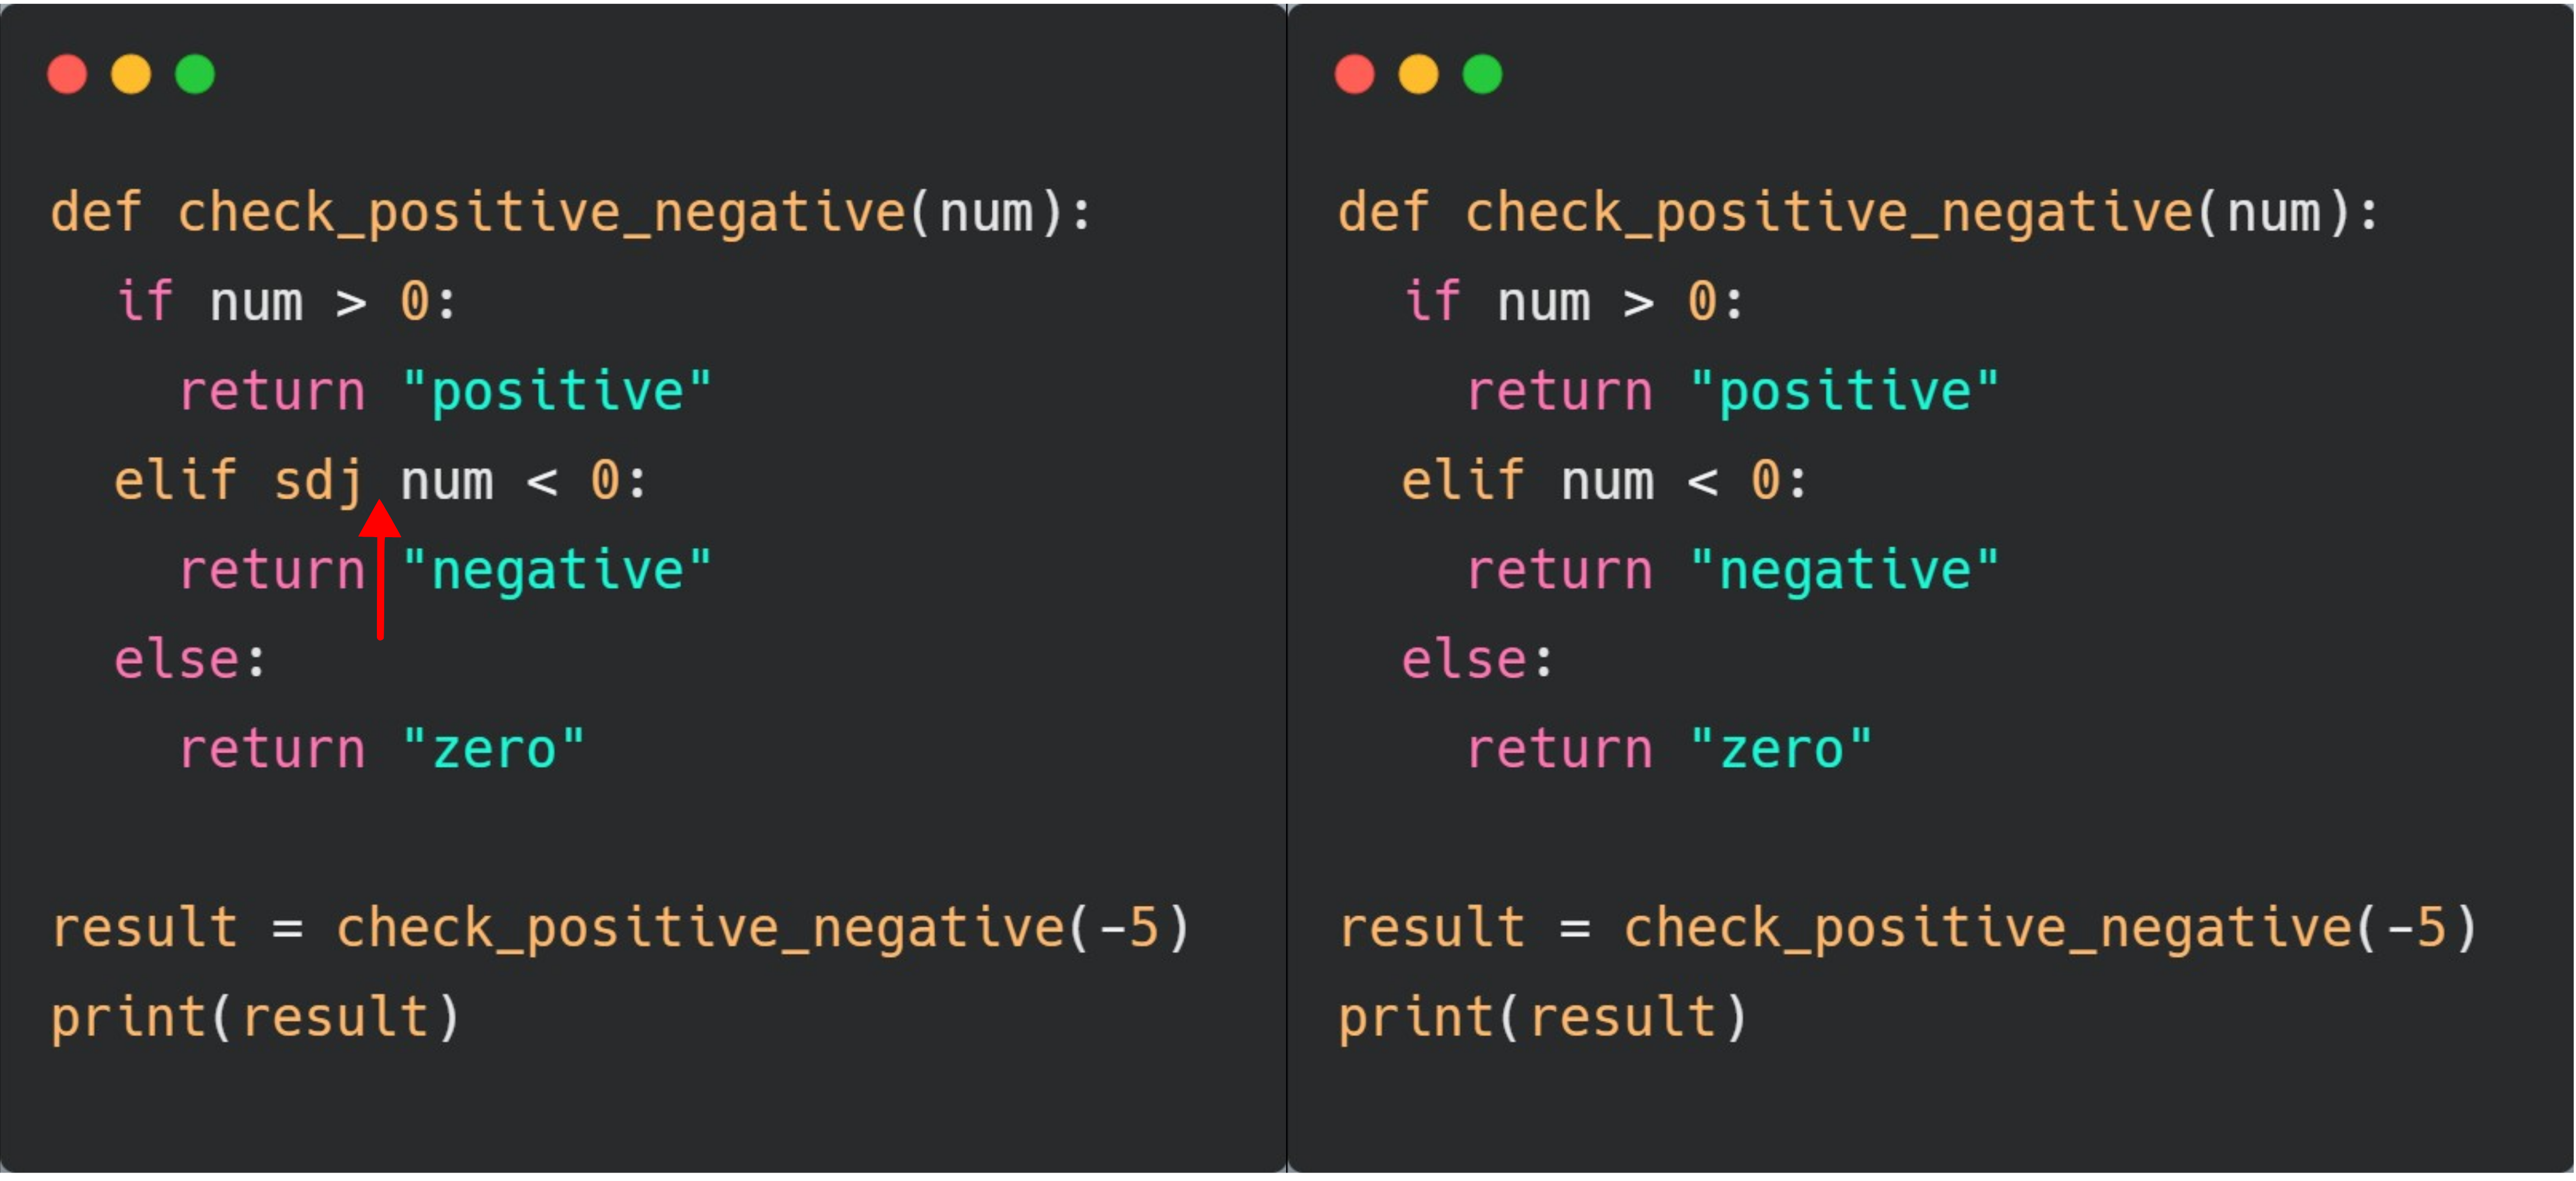 def check_positive_negative(num):
  if num > 0:
    return "positive"
  elif sdj num < 0:
    return "negative"
  else:
    return "zero"
result = check_positive_negative(-5)
print(result)
def check_positive_negative(num):
  if num > 0:
    return "positive"
  elif num < 0:
    return "negative"
  else:
    return "zero"
result = check_positive_negative(-5)
print(result)